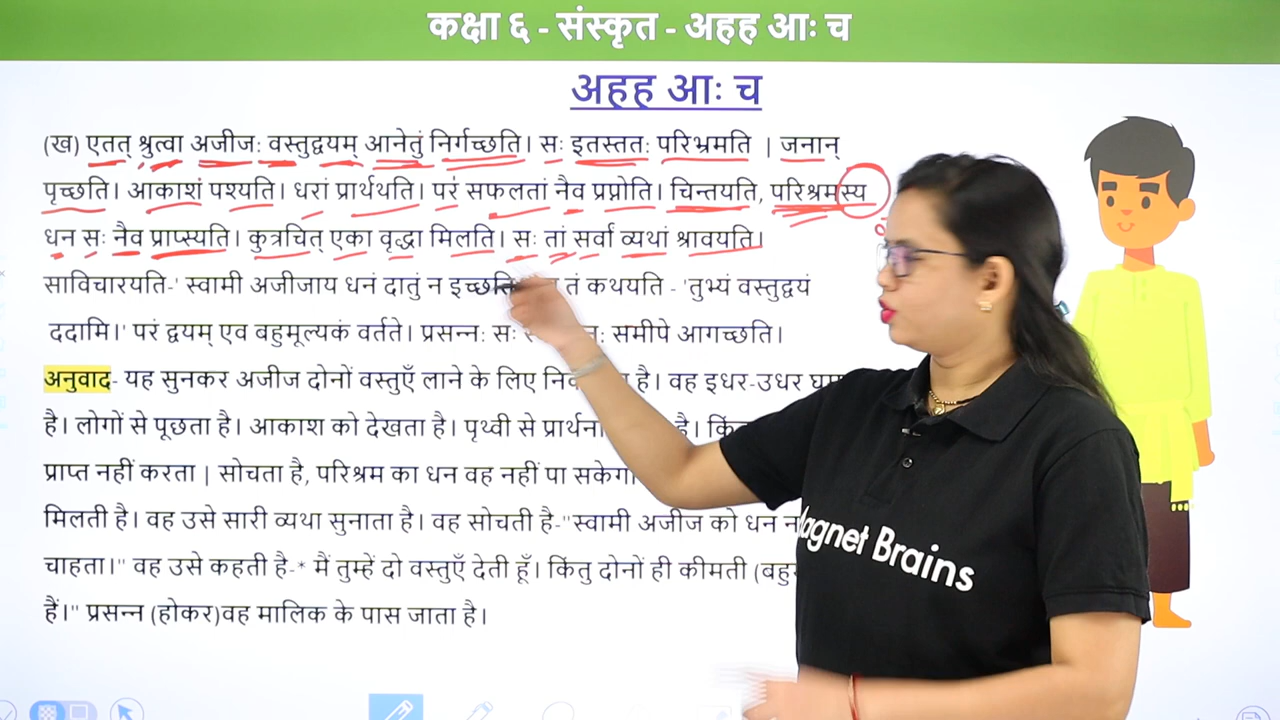 कक्षा ६ - संस्कृत - अहह आः च
अहह आः च
(ख) एतत् श्रुत्वा अजीज: वस्तुद्वयम् आनेतुं निर्गच्छति। सः इतस्तत: परिभ्रमति | जनान्
पृच्छति। आकाशं पश्यति। धरां प्रार्थयति। परं सफलतां नैव प्रप्नोति। चिन्तयति, परिश्रमस्य
धन सः नैव प्राप्स्यति। कुत्रचित् एका वृद्धा मिलति। सः तां सर्वां व्यथां श्रावयति।
साविचारयति-' स्वामी अजीजाय धनं दातुं न इच्छति तं कथयति - 'तुभ्यं वस्तुद्वयं
ददामि।' परं द्वयम् एव बहुमूल्यकं वर्तते। प्रसन्न: सः समीपे आगच्छति।
अनुवाद- यह सुनकर अजीज दोनों वस्तुएँ लाने के लिए है। वह इधर-उधर
है। लोगों से पूछता है। आकाश को देखता है। पृथ्वी से है।
प्राप्त नहीं करता | सोचता है, परिश्रम का धन वह नहीं पा सकेगा
मिलती है। वह उसे सारी व्यथा सुनाता है। वह सोचती है-"स्वामी अजीज को धन
चाहता।" वह उसे कहती है-* मैं तुम्हें दो वस्तुएँ देती हूँ। किंतु दोनों ही कीमती
हैं।" प्रसन्न (होकर)वह मालिक के पास जाता है।
Magnet Brains